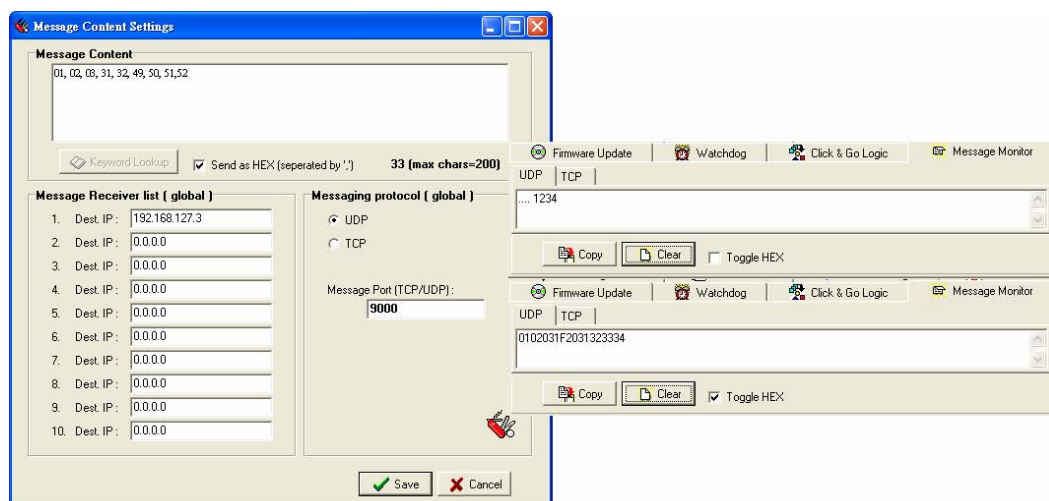 Message Content Settings
Message Content
01, 02, 03, 31, 32, 49, 50, 51,52
Keyword Lookup
Send as HEX (seperated by ',')
33 (max chars=200)
Message Receiver list ( global )
1. Dest. IP : 192.168.127.3
2. Dest. IP : 0.0.0.0
3. Dest. IP : 0.0.0.0
4. Dest. IP : 0.0.0.0
5. Dest. IP : 0.0.0.0
6. Dest. IP : 0.0.0.0
7. Dest. IP : 0.0.0.0
8. Dest. IP : 0.0.0.0
9. Dest. IP : 0.0.0.0
10. Dest. IP : 0.0.0.0
Messaging protocol ( global )
UDP
TCP
Message Port (TCP/UDP) :
9000
Save
Cancel
Firmware Update Watchdog Click & Go Logic Message Monitor
UDP TCP
.... 1234
Copy Clear Toggle HEX
Firmware Update Watchdog Click & Go Logic Message Monitor
UDP TCP
0102031F2031323334
Copy Clear Toggle HEX